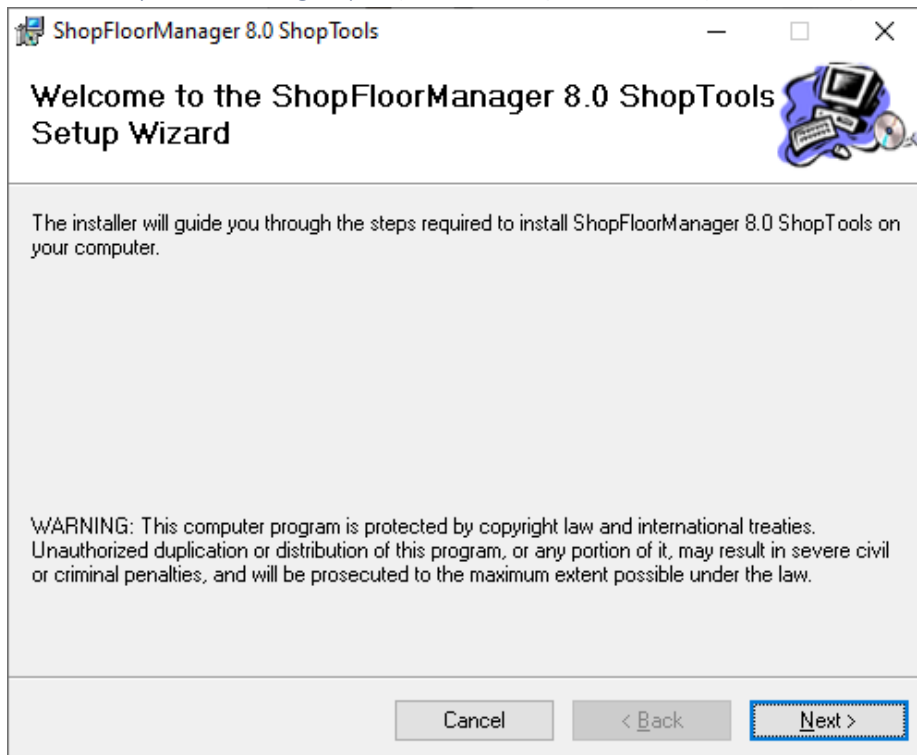 ShopFloorManager 8.0 ShopTools
Welcome to the ShopFloorManager 8.0 ShopTools
Setup Wizard
The installer will guide you through the steps required to install ShopFloorManager 8.0 ShopTools on
your computer.
WARNING: This computer program is protected by copyright law and international treaties.
Unauthorized duplication or distribution of this program, or any portion of it, may result in severe civil
or criminal penalties, and will be prosecuted to the maximum extent possible under the law.
Cancel
< Back
Next >